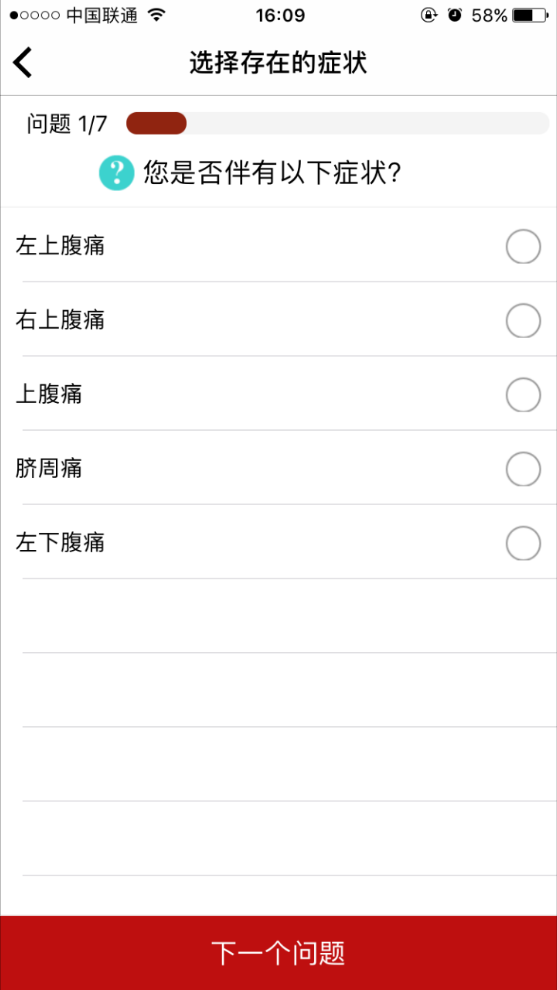 中国联通 16:09 58%
选择存在的症状
问题 1/7
? 您是否伴有以下症状?
左上腹痛
右上腹痛
上腹痛
脐周痛
左下腹痛
下一个问题